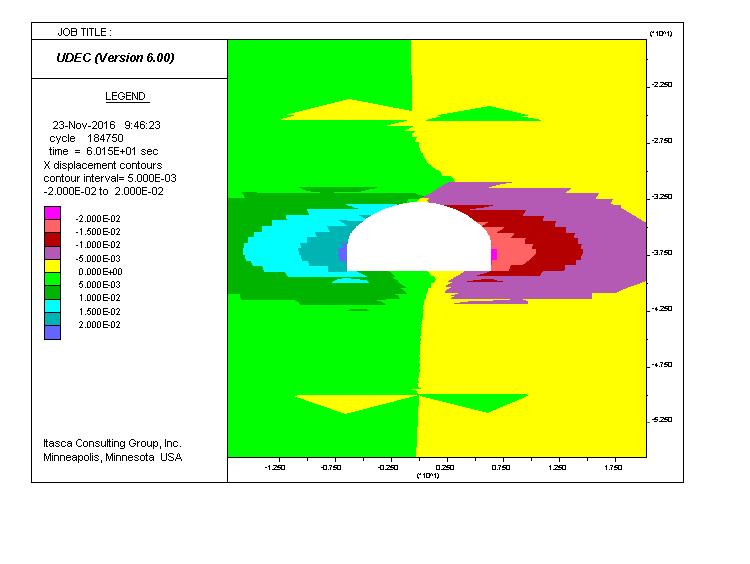 JOB TITLE :
UDEC (Version 6.00)
LEGEND
23-Nov-2016 9:46:23
cycle 184750
time = 6.015E+01 sec
X displacement contours
contour interval= 5.000E-03
-2.000E-02 to 2.000E-02
-2.000E-02
-1.500E-02
-1.000E-02
-5.000E-03
0.000E+00
5.000E-03
1.000E-02
1.500E-02
2.000E-02
Itasca Consulting Group, Inc.
Minneapolis, Minnesota USA
(*10^1)
-2.250
-2.750
-3.250
-3.750
-4.250
-4.750
-5.250
-1.250 -0.750 -0.250 0.250 0.750 1.250 1.750
(*10^1)